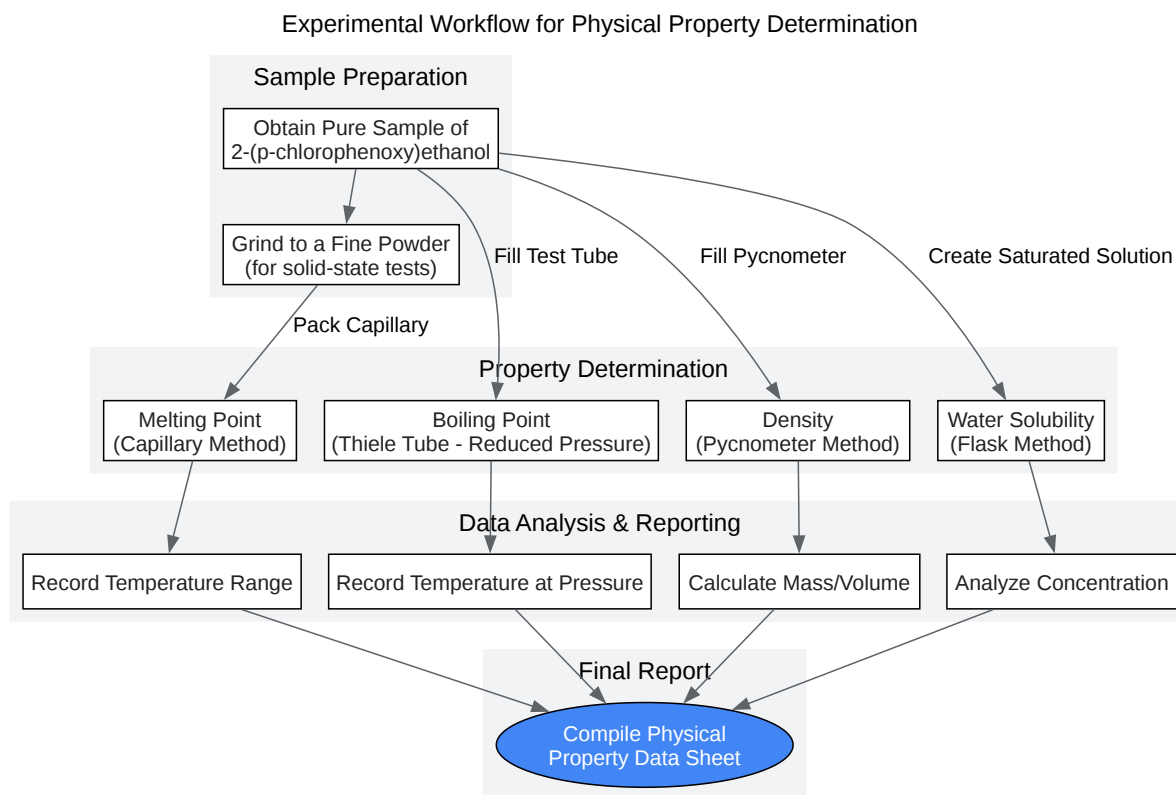 Experimental Workflow for Physical Property Determination
Sample Preparation
Obtain Pure Sample of
2-(p-chlorophenoxy)ethanol
Grind to a Fine Powder
(for solid-state tests)
Fill Test Tube
Fill Pycnometer
Create Saturated Solution
Pack Capillary
Property Determination
Melting Point
(Capillary Method)
Boiling Point
(Thiele Tube - Reduced Pressure)
Density
(Pycnometer Method)
Water Solubility
(Flask Method)
Data Analysis & Reporting
Record Temperature Range
Record Temperature at Pressure
Calculate Mass/Volume
Analyze Concentration
Final Report
Compile Physical
Property Data Sheet